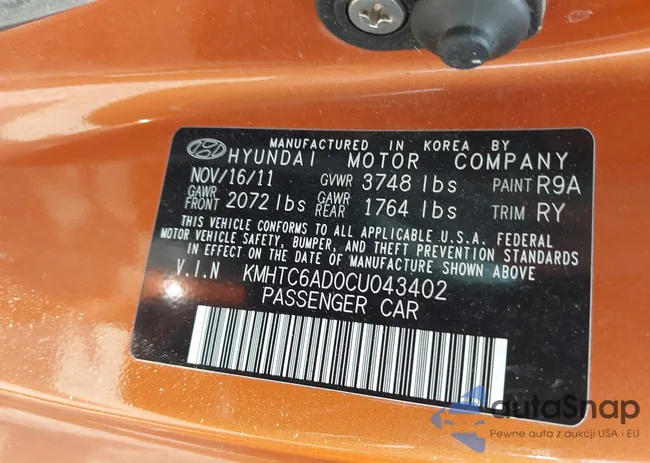 MANUFACTURED IN KOREA BY
HYUNDAI MOTOR COMPANY
NOV/16/11 GVWR 3748 lbs PAINT R9A
GAWR FRONT 2072 lbs GAWR REAR 1764 lbs TRIM RY
THIS VEHICLE CONFORMS TO ALL APPLICABLE U.S.A. FEDERAL
MOTOR VEHICLE SAFETY, BUMPER, AND THEFT PREVENTION STANDARDS
IN EFFECT ON THE DATE OF MANUFACTURE SHOWN ABOVE
V.I.N KMHTC6AD0CU043402
PASSENGER CAR
autoSnap
Pewne auta z aukcji USA i EU